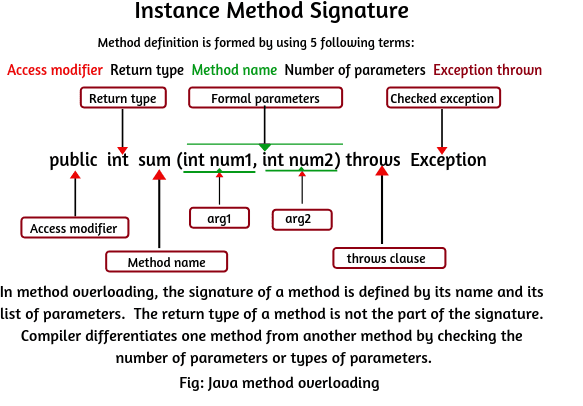 Instance Method Signature
Method definition is formed by using 5 following terms:
Access modifier Return type Method name Number of parameters Exception thrown
Return type Formal parameters Checked exception
public int sum (int num1, int num2) throws Exception
arg1 arg2
Access modifier
Method name throws clause
In method overloading, the signature of a method is defined by its name and its
list of parameters. The return type of a method is not the part of the signature.
Compiler differentiates one method from another method by checking the
number of parameters or types of parameters.
Fig: Java method overloading